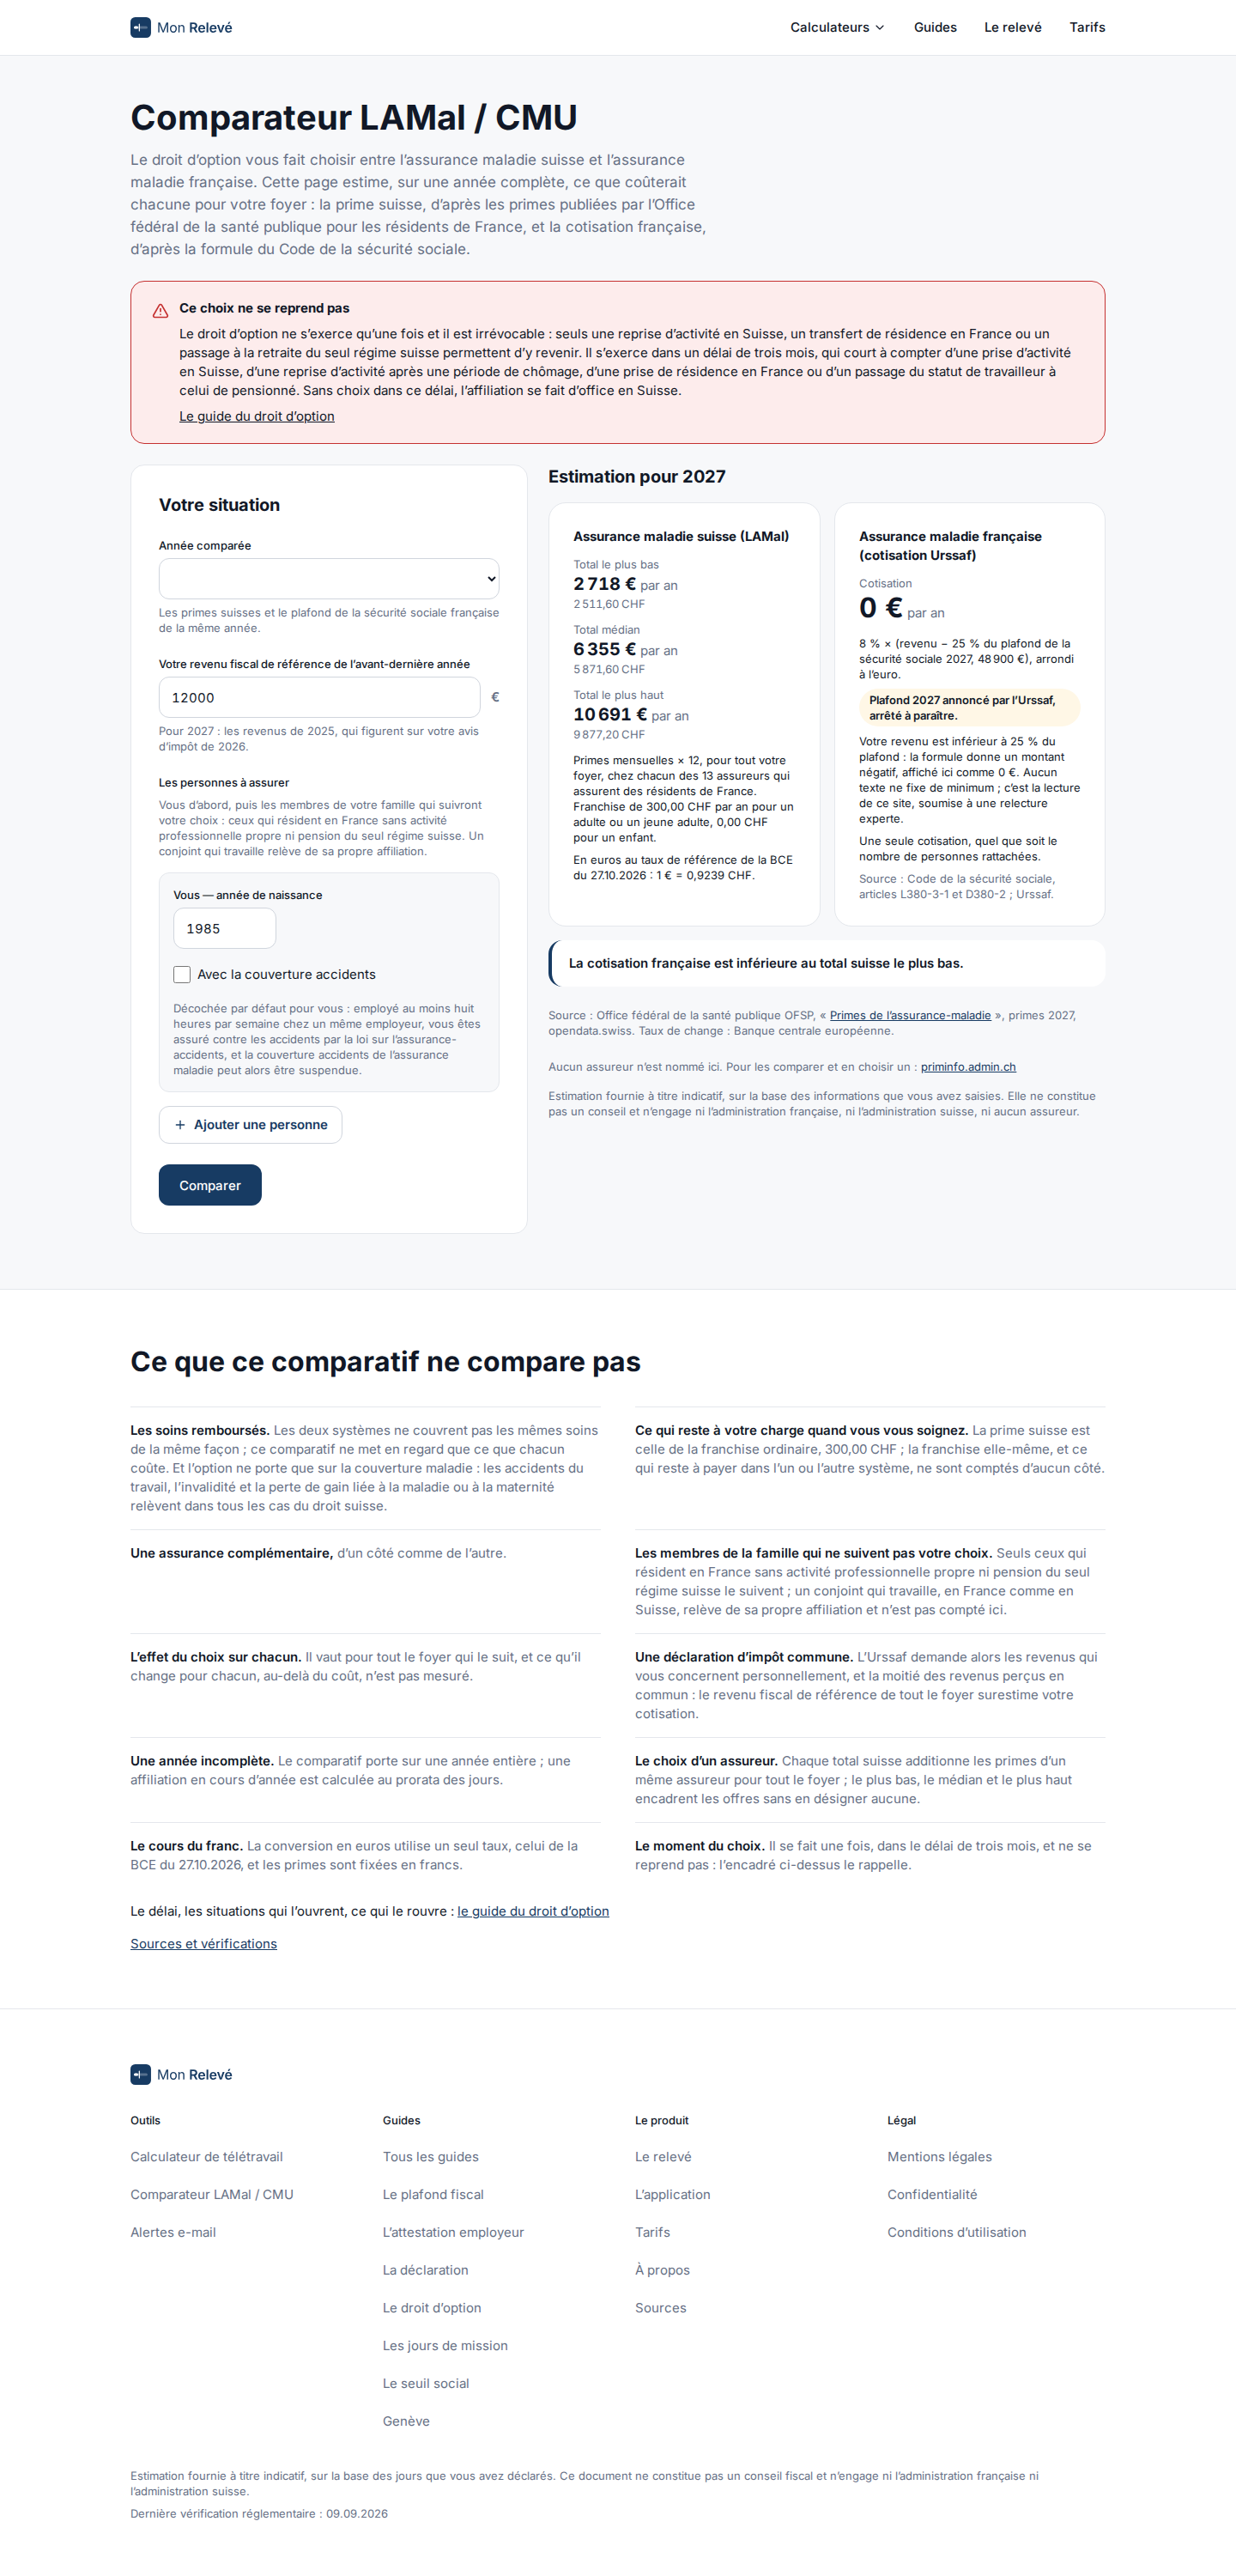 Mon Relevé
Calculateurs
Guides
Le relevé
Tarifs
Comparateur LAMal / CMU
Le droit d’option vous fait choisir entre l’assurance maladie suisse et l’assurance
maladie française. Cette page estime, sur une année complète, ce que coûterait
chacune pour votre foyer : la prime suisse, d’après les primes publiées par l’Office
fédéral de la santé publique pour les résidents de France, et la cotisation française,
d’après la formule du Code de la sécurité sociale.
Ce choix ne se reprend pas
Le droit d’option ne s’exerce qu’une fois et il est irrévocable : seuls une reprise d’activité en Suisse, un transfert de résidence en France ou un
passage à la retraite du seul régime suisse permettent d’y revenir. Il s’exerce dans un délai de trois mois, qui court à compter d’une prise d’activité
en Suisse, d’une reprise d’activité après une période de chômage, d’une prise de résidence en France ou d’un passage du statut de travailleur à
celui de pensionné. Sans choix dans ce délai, l’affiliation se fait d’office en Suisse.
Le guide du droit d’option
Votre situation
Année comparée
Les primes suisses et le plafond de la sécurité sociale française
de la même année.
Votre revenu fiscal de référence de l’avant-dernière année
12000
€
Pour 2027 : les revenus de 2025, qui figurent sur votre avis
d’impôt de 2026.
Les personnes à assurer
Vous d’abord, puis les membres de votre famille qui suivront
votre choix : ceux qui résident en France sans activité
professionnelle propre ni pension du seul régime suisse. Un
conjoint qui travaille relève de sa propre affiliation.
Vous — année de naissance
1985
Avec la couverture accidents
Décochée par défaut pour vous : employé au moins huit
heures par semaine chez un même employeur, vous êtes
assuré contre les accidents par la loi sur l’assurance-
accidents, et la couverture accidents de l’assurance
maladie peut alors être suspendue.
Ajouter une personne
Comparer
Estimation pour 2027
Assurance maladie suisse (LAMal)
Total le plus bas
2 718 € par an
2 511,60 CHF
Total médian
6 355 € par an
5 871,60 CHF
Total le plus haut
10 691 € par an
9 877,20 CHF
Primes mensuelles × 12, pour tout votre
foyer, chez chacun des 13 assureurs qui
assurent des résidents de France.
Franchise de 300,00 CHF par an pour un
adulte ou un jeune adulte, 0,00 CHF
pour un enfant.
En euros au taux de référence de la BCE
du 27.10.2026 : 1 € = 0,9239 CHF.
Assurance maladie française
(cotisation Urssaf)
Cotisation
0 € par an
8 % × (revenu − 25 % du plafond de la
sécurité sociale 2027, 48 900 €), arrondi
à l’euro.
Plafond 2027 annoncé par l’Urssaf,
arrêté à paraître.
Votre revenu est inférieur à 25 % du
plafond : la formule donne un montant
négatif, affiché ici comme 0 €. Aucun
texte ne fixe de minimum ; c’est la lecture
de ce site, soumise à une relecture
experte.
Une seule cotisation, quel que soit le
nombre de personnes rattachées.
Source : Code de la sécurité sociale,
articles L380-3-1 et D380-2 ; Urssaf.
La cotisation française est inférieure au total suisse le plus bas.
Source : Office fédéral de la santé publique OFSP, « Primes de l’assurance-maladie », primes 2027,
opendata.swiss. Taux de change : Banque centrale européenne.
Aucun assureur n’est nommé ici. Pour les comparer et en choisir un : priminfo.admin.ch
Estimation fournie à titre indicatif, sur la base des informations que vous avez saisies. Elle ne constitue
pas un conseil et n’engage ni l’administration française, ni l’administration suisse, ni aucun assureur.
Ce que ce comparatif ne compare pas
Les soins remboursés. Les deux systèmes ne couvrent pas les mêmes soins
de la même façon ; ce comparatif ne met en regard que ce que chacun
coûte. Et l’option ne porte que sur la couverture maladie : les accidents du
travail, l’invalidité et la perte de gain liée à la maladie ou à la maternité
relèvent dans tous les cas du droit suisse.
Ce qui reste à votre charge quand vous vous soignez. La prime suisse est
celle de la franchise ordinaire, 300,00 CHF ; la franchise elle-même, et ce
qui reste à payer dans l’un ou l’autre système, ne sont comptés d’aucun côté.
Une assurance complémentaire, d’un côté comme de l’autre.
Les membres de la famille qui ne suivent pas votre choix. Seuls ceux qui
résident en France sans activité professionnelle propre ni pension du seul
régime suisse le suivent ; un conjoint qui travaille, en France comme en
Suisse, relève de sa propre affiliation et n’est pas compté ici.
L’effet du choix sur chacun. Il vaut pour tout le foyer qui le suit, et ce qu’il
change pour chacun, au-delà du coût, n’est pas mesuré.
Une déclaration d’impôt commune. L’Urssaf demande alors les revenus qui
vous concernent personnellement, et la moitié des revenus perçus en
commun : le revenu fiscal de référence de tout le foyer surestime votre
cotisation.
Une année incomplète. Le comparatif porte sur une année entière ; une
affiliation en cours d’année est calculée au prorata des jours.
Le choix d’un assureur. Chaque total suisse additionne les primes d’un
même assureur pour tout le foyer ; le plus bas, le médian et le plus haut
encadrent les offres sans en désigner aucune.
Le cours du franc. La conversion en euros utilise un seul taux, celui de la
BCE du 27.10.2026, et les primes sont fixées en francs.
Le moment du choix. Il se fait une fois, dans le délai de trois mois, et ne se
reprend pas : l’encadré ci-dessus le rappelle.
Le délai, les situations qui l’ouvrent, ce qui le rouvre : le guide du droit d’option
Sources et vérifications
Mon Relevé
Outils
Calculateur de télétravail
Comparateur LAMal / CMU
Alertes e-mail
Guides
Tous les guides
Le plafond fiscal
L’attestation employeur
La déclaration
Le droit d’option
Les jours de mission
Le seuil social
Genève
Le produit
Le relevé
L’application
Tarifs
À propos
Sources
Légal
Mentions légales
Confidentialité
Conditions d’utilisation
Estimation fournie à titre indicatif, sur la base des jours que vous avez déclarés. Ce document ne constitue pas un conseil fiscal et n’engage ni l’administration française ni
l’administration suisse.
Dernière vérification réglementaire : 09.09.2026